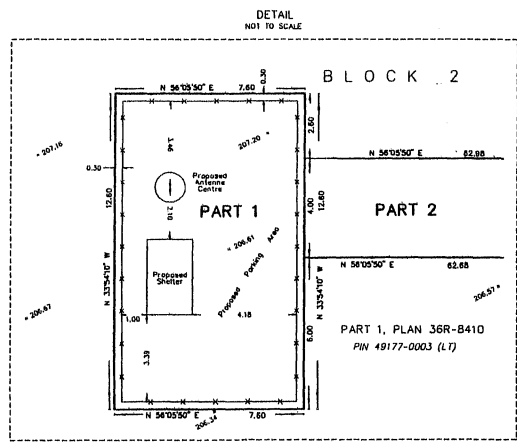 DETAIL
NOT TO SCALE
BLOCK 2
N 56°05'50" E 7.60
0.30
2.60
207.16
3.46
207.20
N 56°05'50" E 62.98
0.30
12.60
Proposed
Antenne
Centre
2.10
PART 1
4.00
12.60
PART 2
206.61
Proposed Parking Area
N 56°05'50" E 62.68
Proposed
Shelter
N 33°54'10" W
N 33°54'10" W
206.57
206.67
1.00
4.18
6.00
PART 1, PLAN 36R-8410
PIN 49177-0003 (LT)
3.39
N 56°05'50" E 7.60
206.34